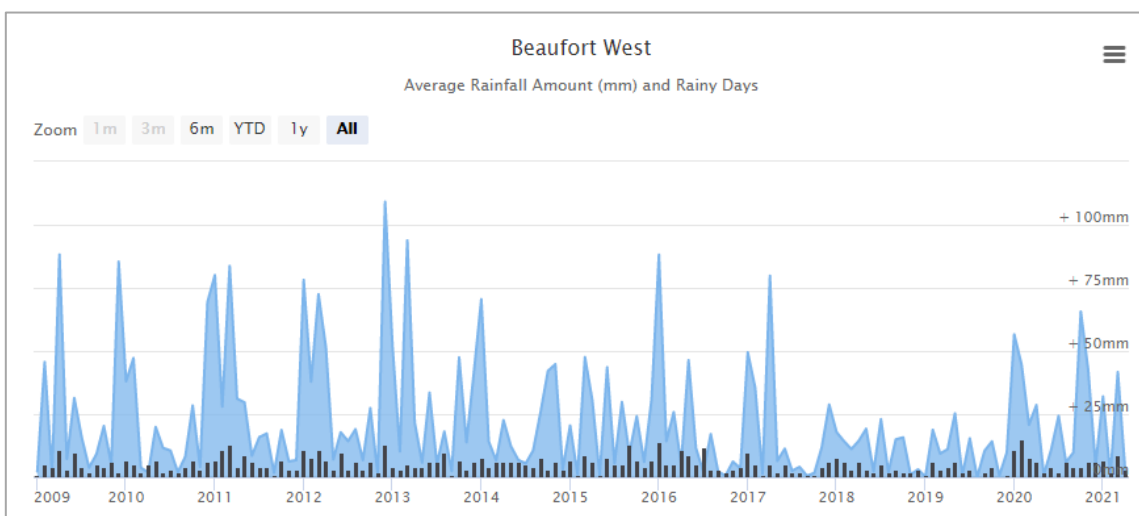 Beaufort West
Average Rainfall Amount (mm) and Rainy Days
Zoom 1m 3m 6m YTD 1y All
+ 100mm
+ 75mm
+ 50mm
+ 25mm
0mm
2009 2010 2011 2012 2013 2014 2015 2016 2017 2018 2019 2020 2021